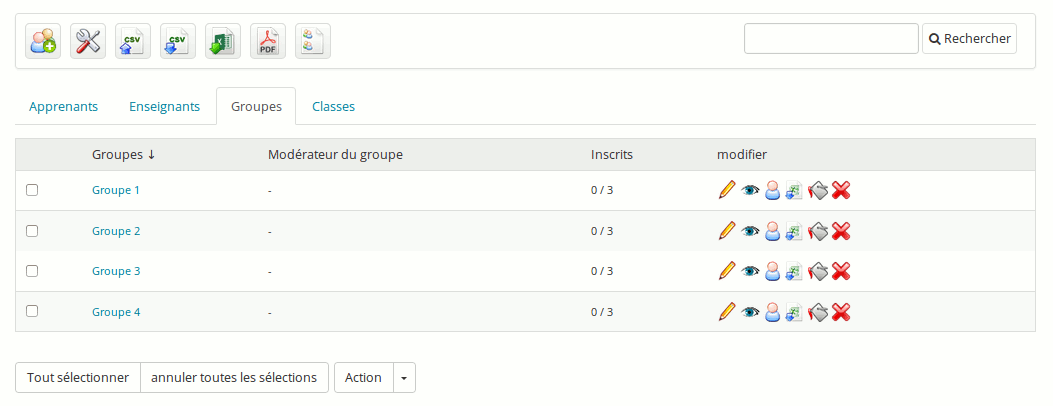 CSV CSV PDF Rechercher
Apprenants Enseignants Groupes Classes
Groupes ↓ Modérateur du groupe Inscrits modifier
Groupe 1 - 0 / 3
Groupe 2 - 0 / 3
Groupe 3 - 0 / 3
Groupe 4 - 0 / 3
Tout sélectionner annuler toutes les sélections Action